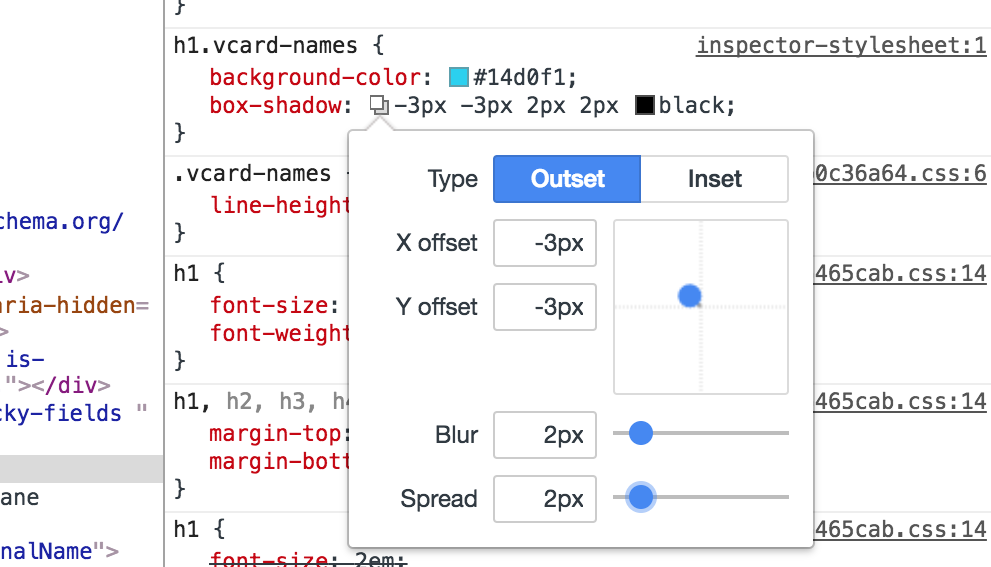 }
h1.vcard-names { inspector-stylesheet:1
background-color: #14d0f1;
box-shadow: -3px -3px 2px 2px black;
}
.vcard-names 0c36a64.css:6
line-height
}
h1 { 465cab.css:14
font-size:
font-weight
}
h1, h2, h3, h4 465cab.css:14
margin-top:
margin-bott
}
h1 { 465cab.css:14
font-size: 2em;
Type Outset Inset
X offset -3px
Y offset -3px
Blur 2px
Spread 2px
chema.org/
iv>
aria-hidden=
>
is-
"></div>
cky-fields "
ane
nalName">